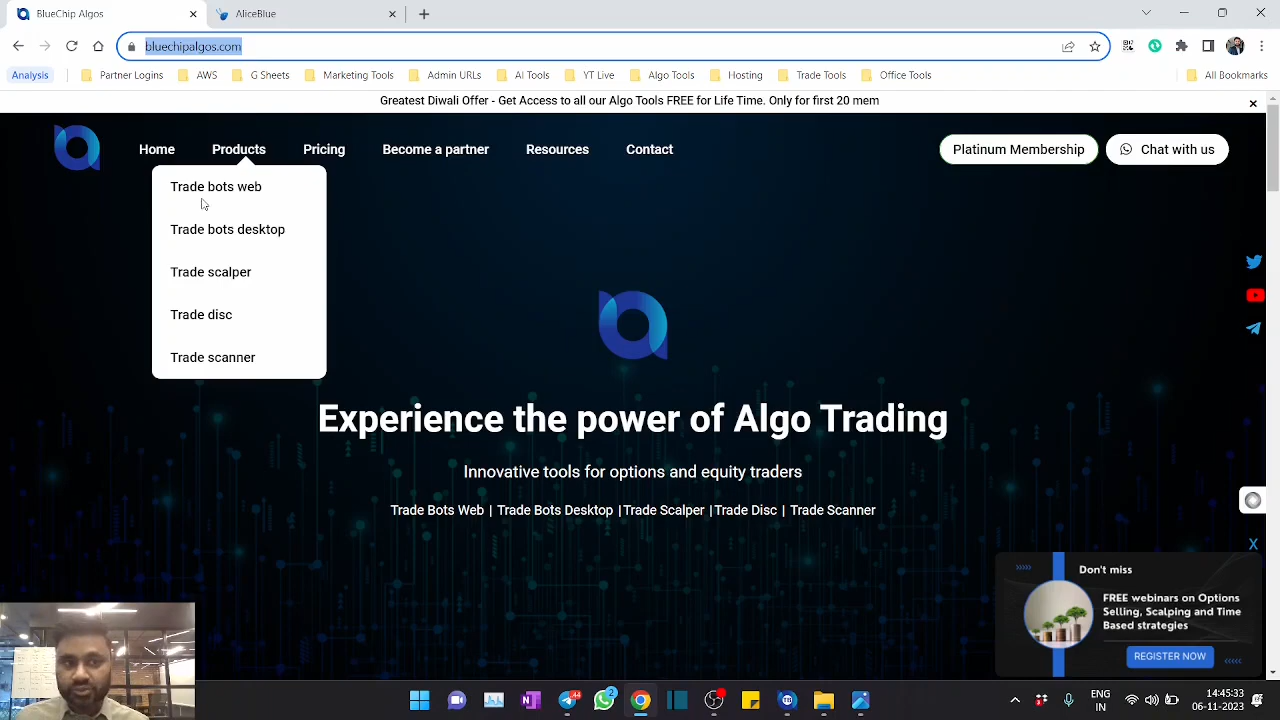 BlueChip Algos
AliceBlue
bluechipalgos.com
Analysis Partner Logins AWS G Sheets Marketing Tools Admin URLs AI Tools YT Live Algo Tools Hosting Trade Tools Office Tools All Bookmarks
Greatest Diwali Offer - Get Access to all our Algo Tools FREE for Life Time. Only for first 20 mem
Home Products Pricing Become a partner Resources Contact Platinum Membership Chat with us
Trade bots web
Trade bots desktop
Trade scalper
Trade disc
Trade scanner
Experience the power of Algo Trading
Innovative tools for options and equity traders
Trade Bots Web | Trade Bots Desktop |Trade Scalper |Trade Disc | Trade Scanner
X
Don't miss
FREE webinars on Options
Selling, Scalping and Time
Based strategies
REGISTER NOW
2
ENG
IN
14:45:33
06-11-2023